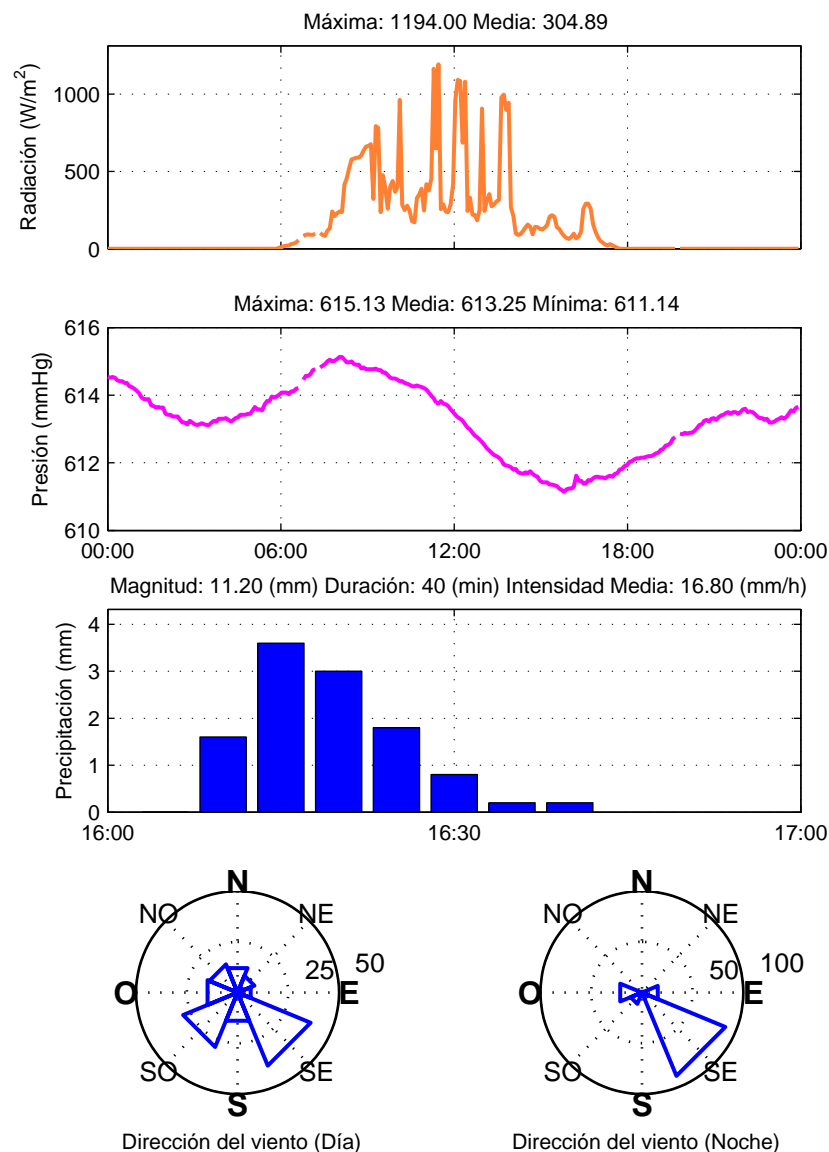 Máxima: 1194.00 Media: 304.89
Radiación (W/m²)
1000
500
0
Máxima: 615.13 Media: 613.25 Mínima: 611.14
Presión (mmHg)
616
614
612
610
00:00 06:00 12:00 18:00 00:00
Magnitud: 11.20 (mm) Duración: 40 (min) Intensidad Media: 16.80 (mm/h)
Precipitación (mm)
4
3
2
1
0
16:00 16:30 17:00
N
NO NE
25 50
O E
SO SE
S
Dirección del viento (Día)
N
NO NE
50 100
O E
SO SE
S
Dirección del viento (Noche)